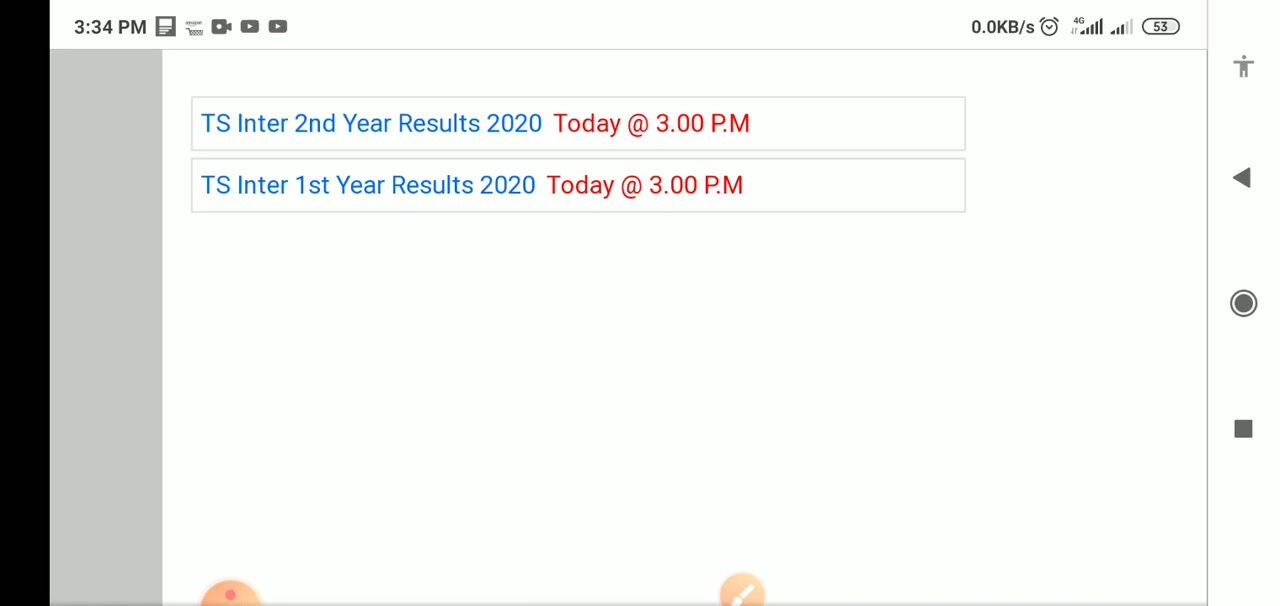 3:34 PM 0.0KB/s 4G 53
TS Inter 2nd Year Results 2020 Today @ 3.00 P.M
TS Inter 1st Year Results 2020 Today @ 3.00 P.M